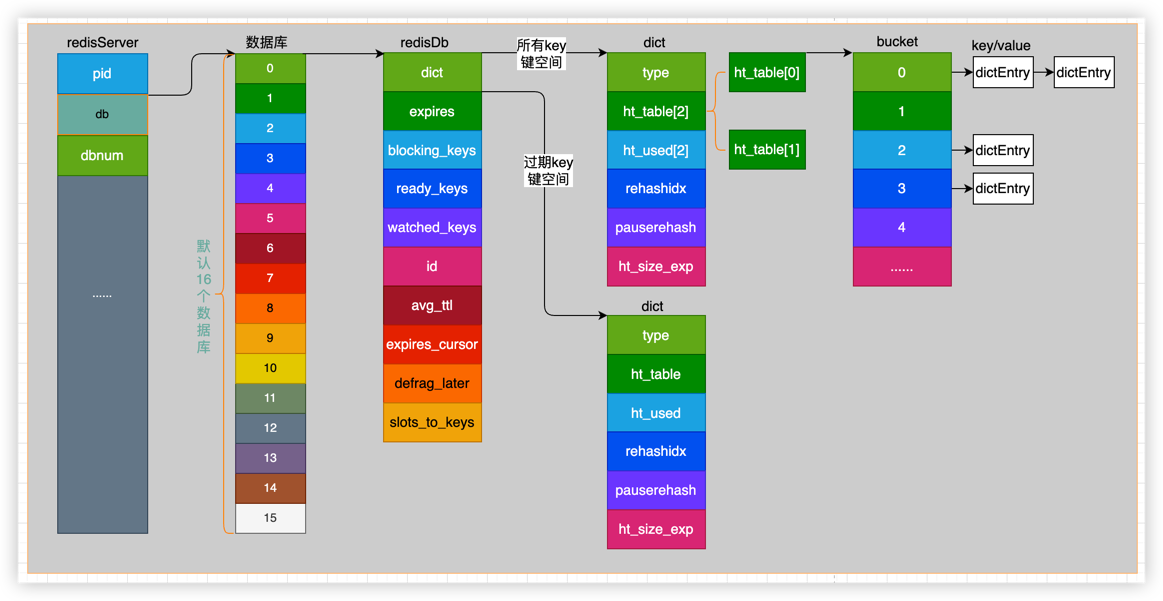 redisServer
pid
db
dbnum
......
默
认
16
个
数
据
库
数据库
0
1
2
3
4
5
6
7
8
9
10
11
12
13
14
15
redisDb
dict
expires
blocking_keys
ready_keys
watched_keys
id
avg_ttl
expires_cursor
defrag_later
slots_to_keys
所有key
键空间
过期key
键空间
dict
type
ht_table[2]
ht_used[2]
rehashidx
pauserehash
ht_size_exp
dict
type
ht_table
ht_used
rehashidx
pauserehash
ht_size_exp
ht_table[0]
ht_table[1]
bucket
0
1
2
3
4
......
key/value
dictEntry
dictEntry
dictEntry
dictEntry